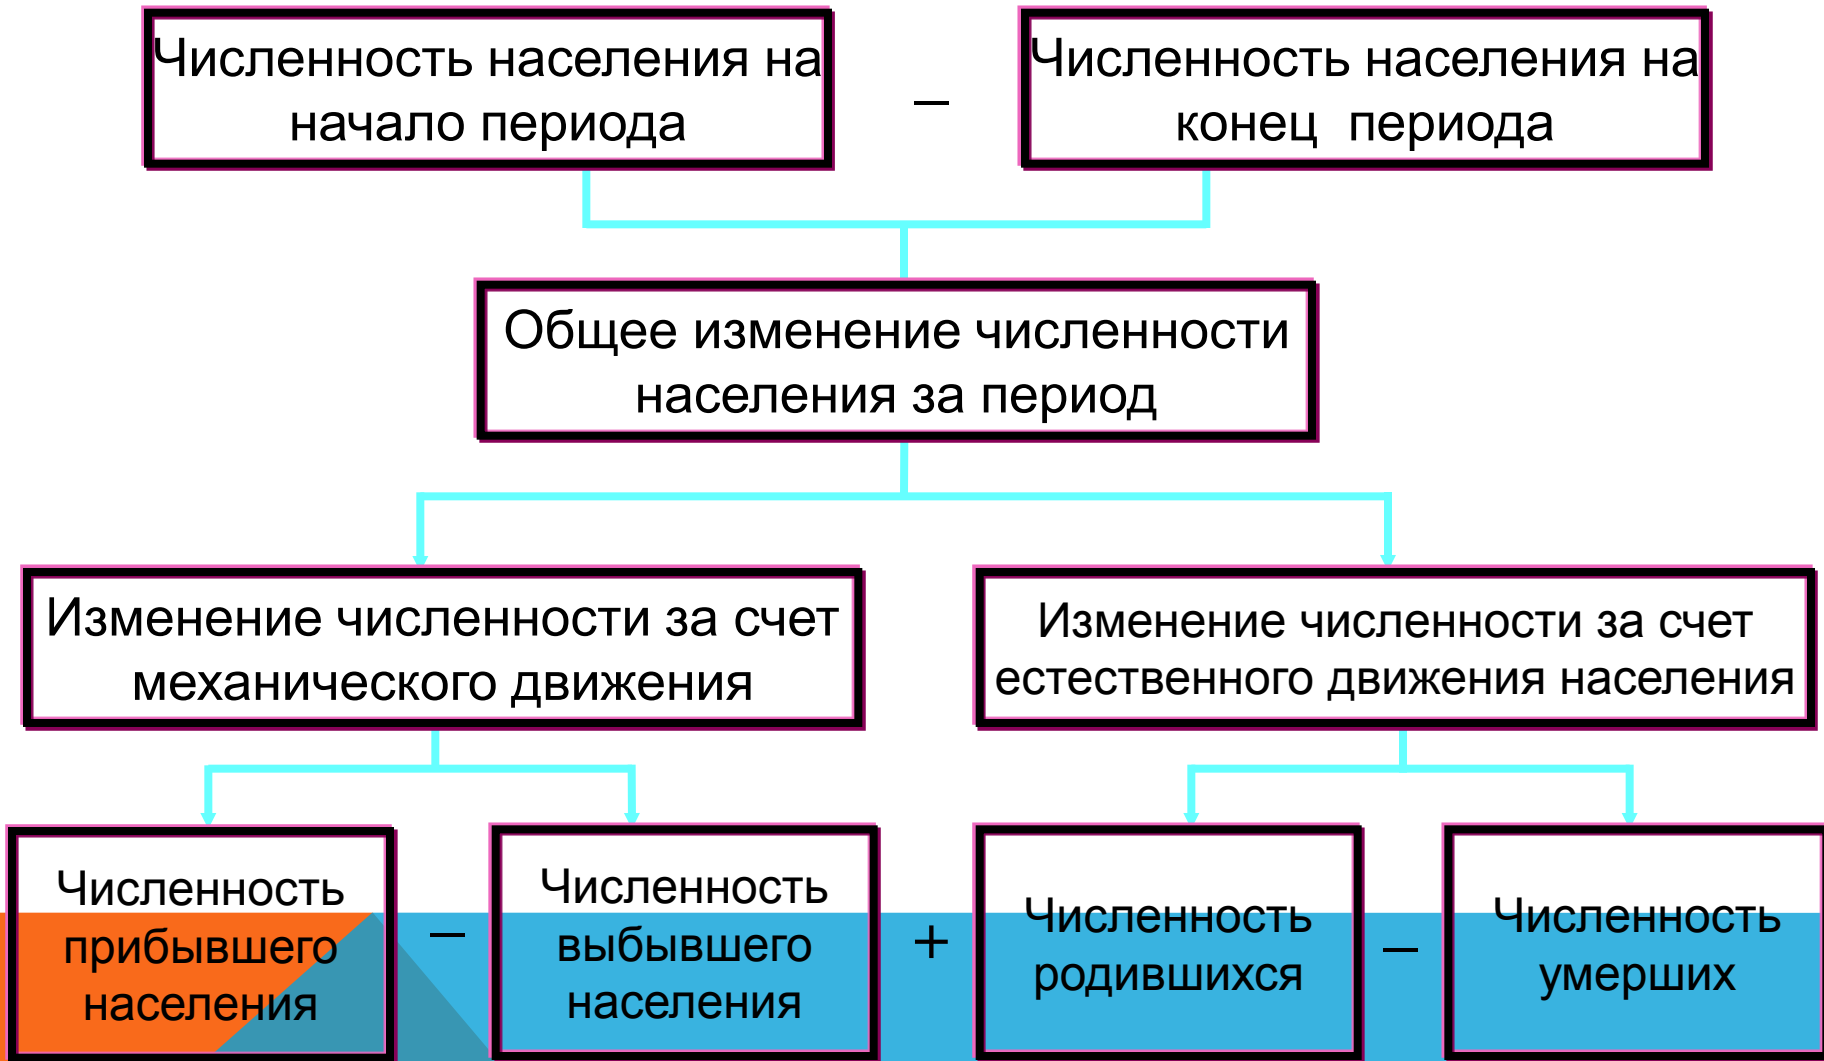 Численность населения на
начало периода
–
Численность населения на
конец периода
Общее изменение численности
населения за период
Изменение численности за счет
механического движения
Изменение численности за счет
естественного движения населения
Численность
прибывшего
населения
–
Численность
выбывшего
населения
+
Численность
родившихся
–
Численность
умерших